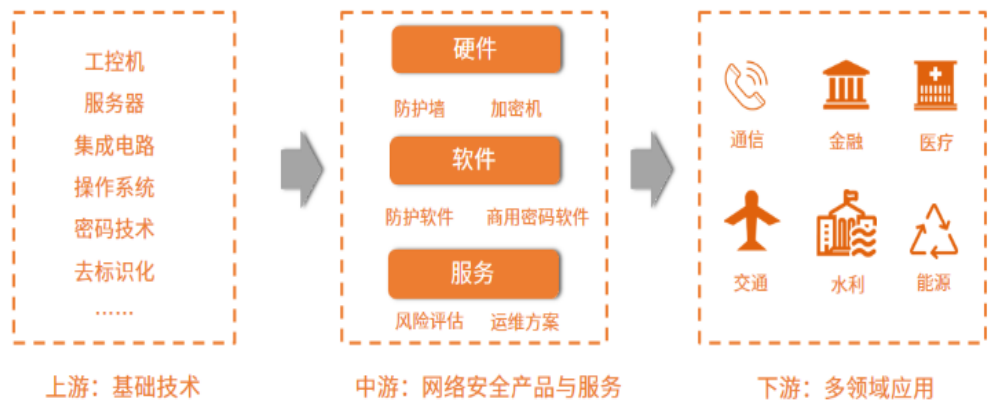 工控机
服务器
集成电路
操作系统
密码技术
去标识化
......
上游：基础技术
硬件
防护墙 加密机
软件
防护软件 商用密码软件
服务
风险评估 运维方案
中游：网络安全产品与服务
通信 金融 医疗
交通 水利 能源
下游：多领域应用